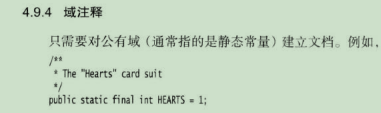 4.9.4 域注释
只需要对公有域（通常指的是静态常量）建立文档。例如，
/**
 * The "Hearts" card suit
 */
public static final int HEARTS = 1;